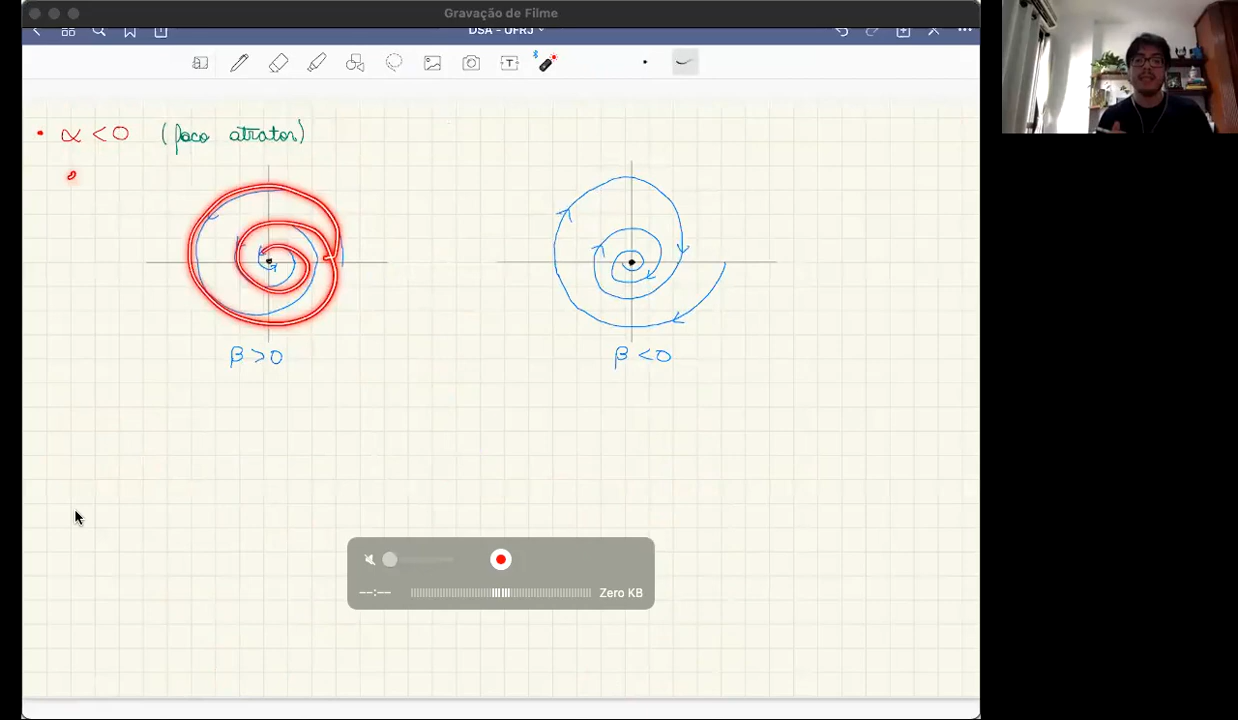 Gravação de Filme
DSA - UFRJ
• α < 0 (foco atrator)
β > 0
β < 0
--:--
Zero KB